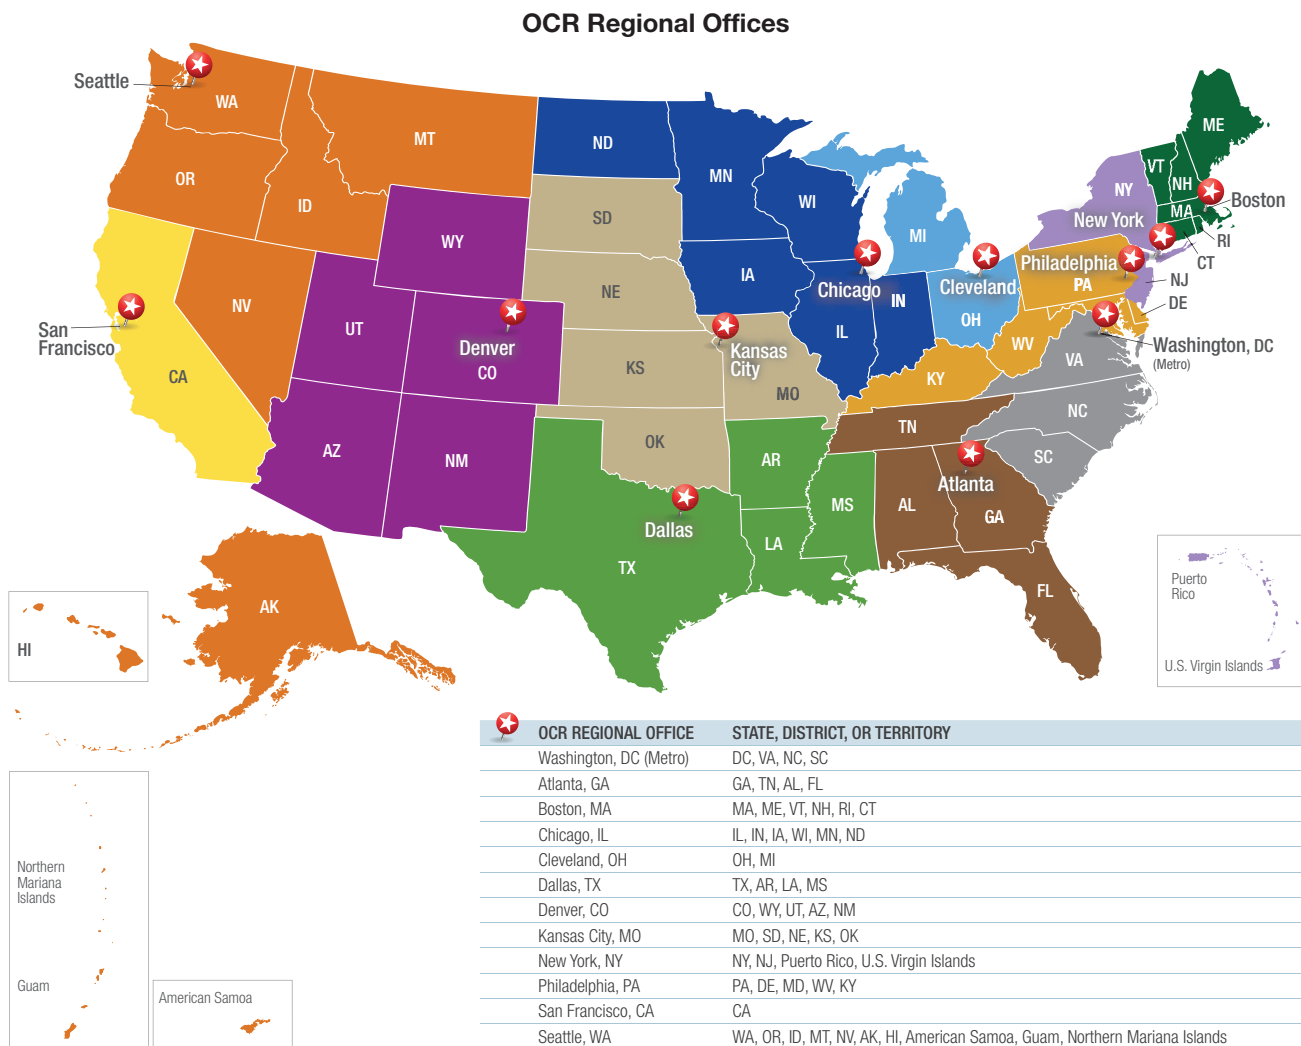 OCR Regional Offices
Seattle
WA
MT
ND
MN
ME
VT
NH
NY
MA
Boston
OR
ID
SD
WI
MI
New York
RI
CT
WY
Philadelphia
PA
NJ
DE
IA
NE
Chicago
IN
Cleveland
OH
NV
San
Francisco
UT
Denver
CO
IL
Kansas
City
WV
VA
Washington, DC
(Metro)
CA
KS
MO
KY
NC
AZ
NM
OK
AR
TN
SC
Atlanta
MS
AL
GA
Dallas
LA
TX
FL
Puerto
Rico
U.S. Virgin Islands
HI
AK
Northern
Mariana
Islands
Guam
American Samoa
OCR REGIONAL OFFICE STATE, DISTRICT, OR TERRITORY
Washington, DC (Metro) DC, VA, NC, SC
Atlanta, GA GA, TN, AL, FL
Boston, MA MA, ME, VT, NH, RI, CT
Chicago, IL IL, IN, IA, WI, MN, ND
Cleveland, OH OH, MI
Dallas, TX TX, AR, LA, MS
Denver, CO CO, WY, UT, AZ, NM
Kansas City, MO MO, SD, NE, KS, OK
New York, NY NY, NJ, Puerto Rico, U.S. Virgin Islands
Philadelphia, PA PA, DE, MD, WV, KY
San Francisco, CA CA
Seattle, WA WA, OR, ID, MT, NV, AK, HI, American Samoa, Guam, Northern Mariana Islands